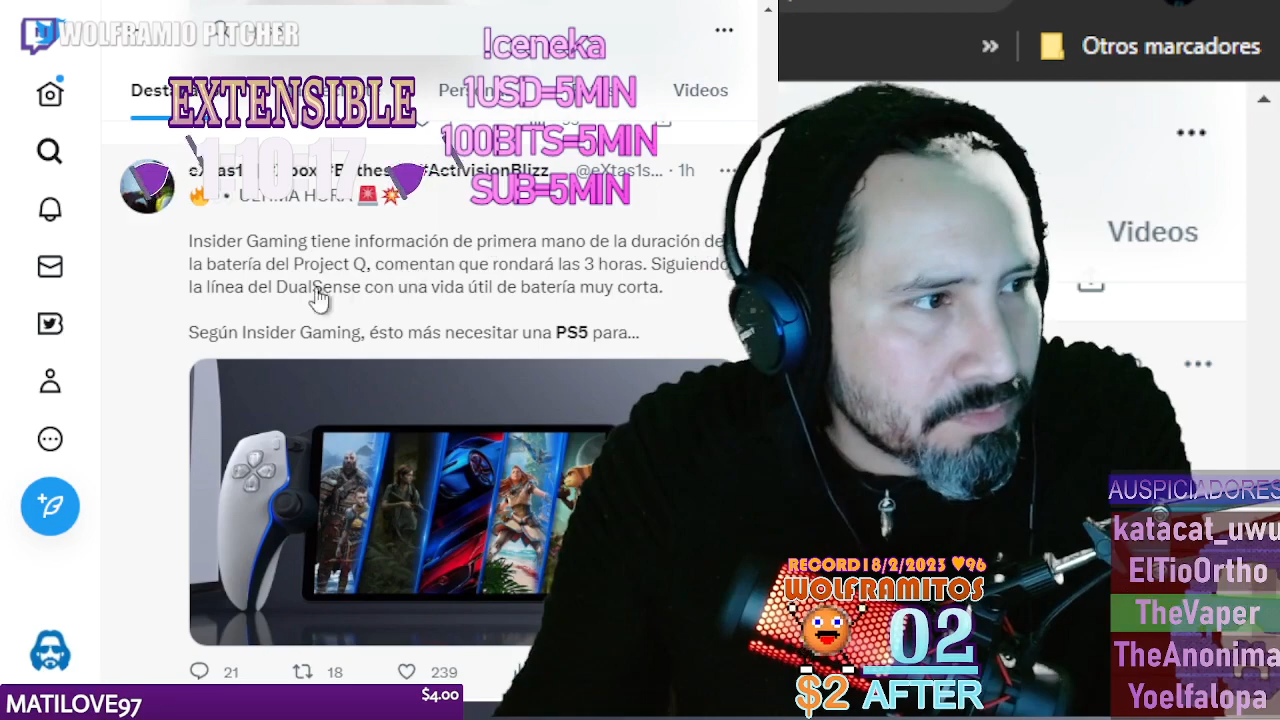 WOLFRAMIO PITCHER
!ceneka
1USD=5MIN
100BITS=5MIN
SUB=5MIN
EXTENSIBLE
1:10:17
Otros marcadores
Videos
Videos
@eXtas1s... · 1h
#ActivisionBlizz
Insider Gaming tiene información de primera mano de la duración de
la batería del Project Q, comentan que rondará las 3 horas. Siguiendo
la línea del DualSense con una vida útil de batería muy corta.
Según Insider Gaming, ésto más necesitar una PS5 para...
21
18
239
MATILOVE97
$4.00
RECORD 18/2/2023 ♥96
WOLFRAMITOS
02
$2 AFTER
AUSPICIADORES
katacat_uwu
ElTioOrtho
TheVaper
TheAnonima
Yoelfalopa